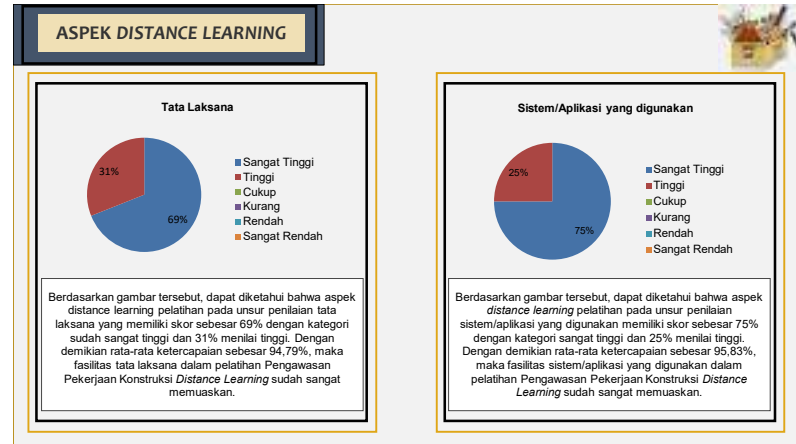 ASPEK DISTANCE LEARNING
Tata Laksana
31%
69%
Sangat Tinggi
Tinggi
Cukup
Kurang
Rendah
Sangat Rendah
Berdasarkan gambar tersebut, dapat diketahui bahwa aspek
distance learning pelatihan pada unsur penilaian tata
laksana yang memiliki skor sebesar 69% dengan kategori
sudah sangat tinggi dan 31% menilai tinggi. Dengan
demikian rata-rata ketercapaian sebesar 94,79%, maka
fasilitas tata laksana dalam pelatihan Pengawasan
Pekerjaan Konstruksi Distance Learning sudah sangat
memuaskan.
Sistem/Aplikasi yang digunakan
25%
75%
Sangat Tinggi
Tinggi
Cukup
Kurang
Rendah
Sangat Rendah
Berdasarkan gambar tersebut, dapat diketahui bahwa aspek
distance learning pelatihan pada unsur penilaian
sistem/aplikasi yang digunakan memiliki skor sebesar 75%
dengan kategori sangat tinggi dan 25% menilai tinggi.
Dengan demikian rata-rata ketercapaian sebesar 95,83%,
maka fasilitas sistem/aplikasi yang digunakan dalam
pelatihan Pengawasan Pekerjaan Konstruksi Distance
Learning sudah sangat memuaskan.